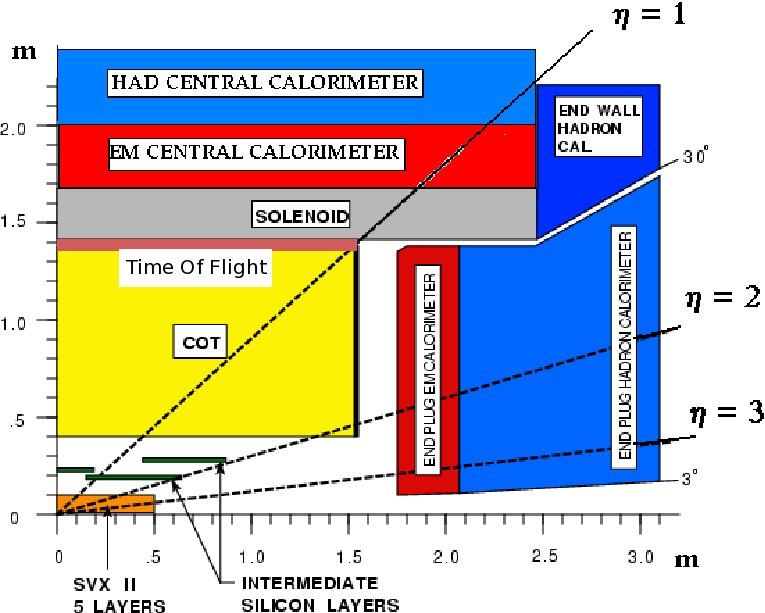 η = 1
m
HAD CENTRAL CALORIMETER
END WALL
HADRON
CAL
2.0
EM CENTRAL CALORIMETER
30°
SOLENOID
1.5
Time Of Flight
END PLUG EM CALORIMETER
END PLUG HADRON CALORIMETER
η = 2
1.0
COT
η = 3
.5
3°
0
0 .5 1.0 1.5 2.0 2.5 3.0 m
SVX II
5 LAYERS
INTERMEDIATE
SILICON LAYERS